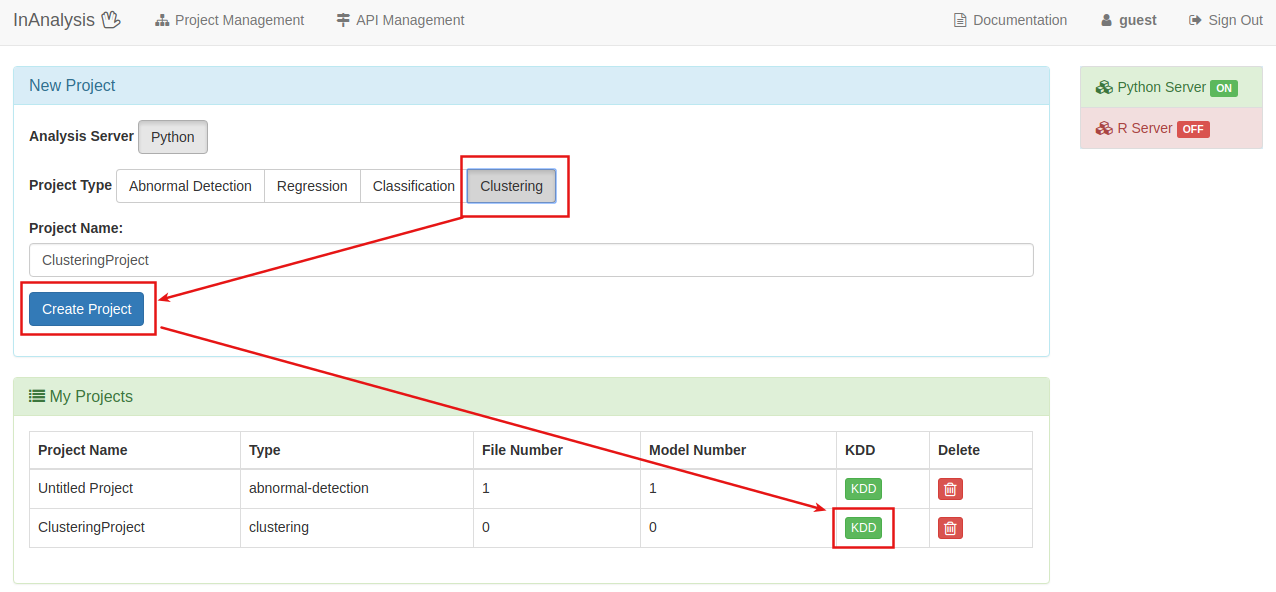 InAnalysis Project Management API Management Documentation guest Sign Out
New Project
Analysis Server Python
Project Type Abnormal Detection Regression Classification Clustering
Project Name:
ClusteringProject
Create Project
Python Server ON
R Server OFF
My Projects
Project Name Type File Number Model Number KDD Delete
Untitled Project abnormal-detection 1 1 KDD
ClusteringProject clustering 0 0 KDD